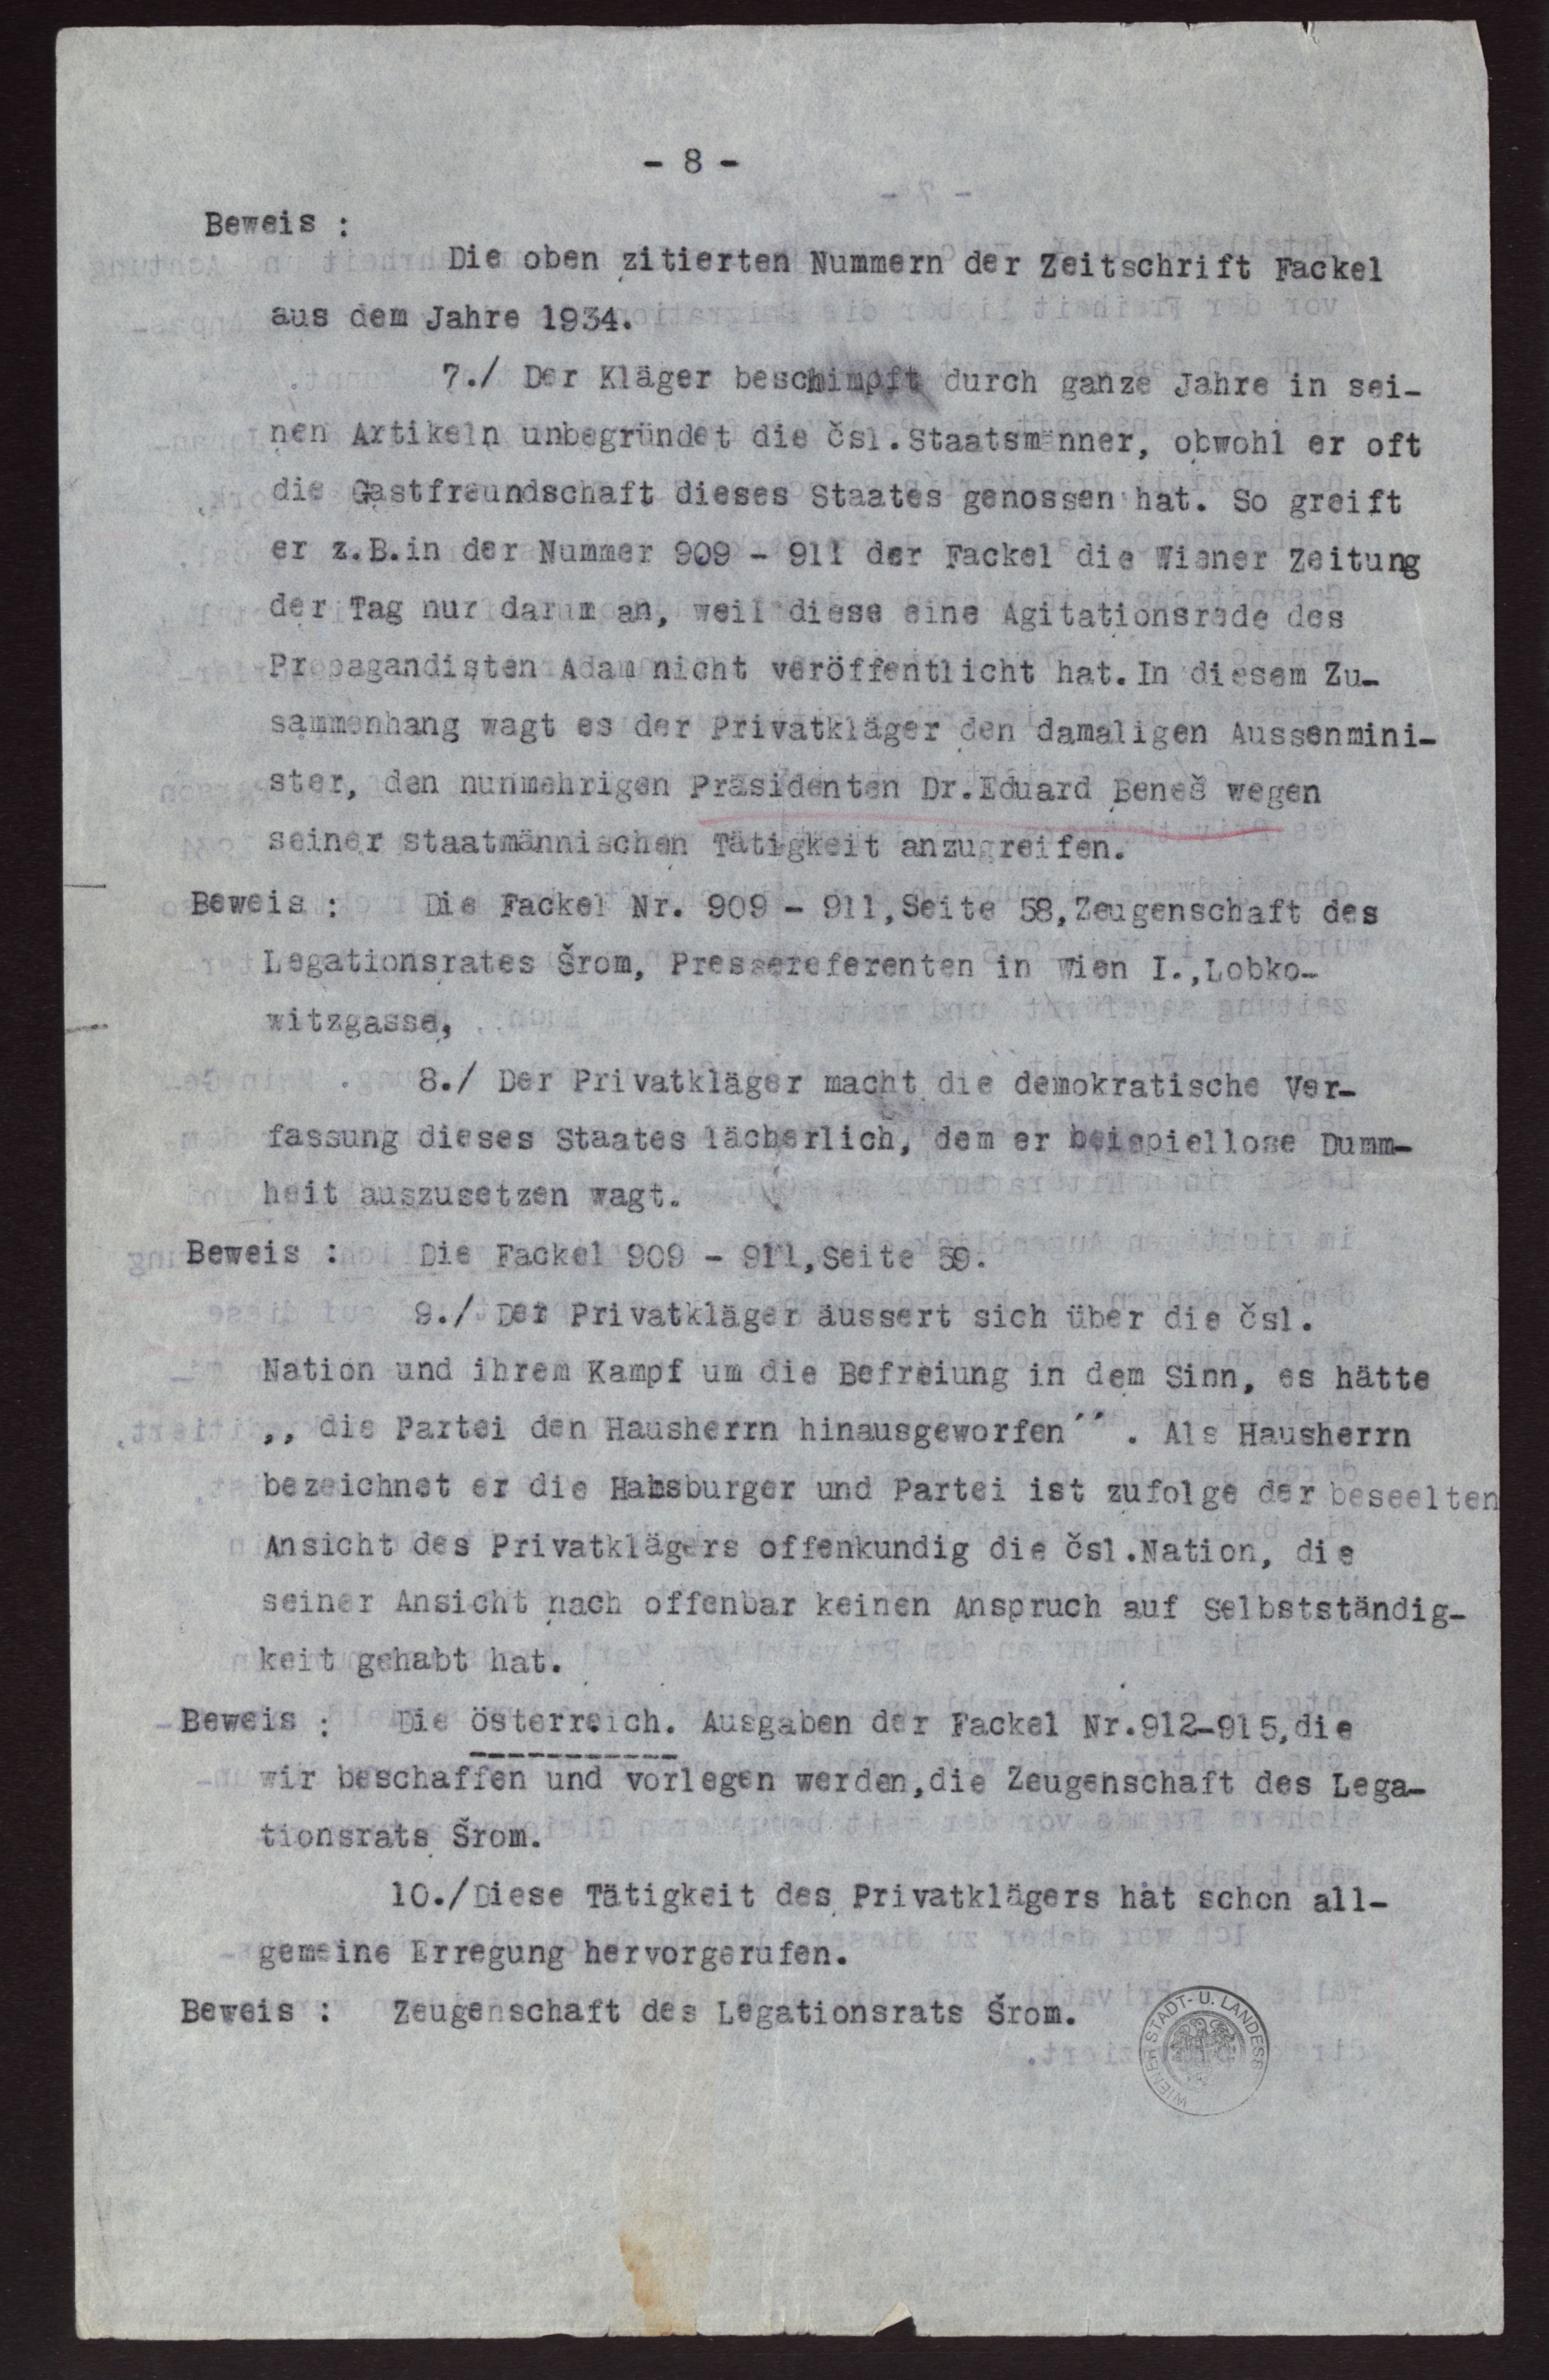 - 8 -
Beweis :
Die oben zitierten Nummern der Zeitschrift Fackel
aus dem Jahre 1934.
7./ Der Kläger beschimpft durch ganze Jahre in sei-
nen Artikeln unbegründet die čsl.Staatsmänner, obwohl er oft
die Gastfreundschaft dieses Staates genossen hat. So greift
er z.B.in der Nummer 909 - 911 der Fackel die Wiener Zeitung
der Tag nur darum an, weil diese eine Agitationsrede des
Propagandisten Adam nicht veröffentlicht hat.In diesem Zu-
sammenhang wagt es der Privatkläger den damaligen Aussenmini-
ster, den nunmehrigen Präsidenten Dr.Eduard Beneš wegen
seiner staatmännischen Tätigkeit anzugreifen.
Beweis : Die Fackel Nr. 909 - 911,Seite 58,Zeugenschaft des
Legationsrates Šrom, Pressereferenten in Wien I.,Lobko-
witzgasse,
8./ Der Privatkläger macht die demokratische Ver-
fassung dieses Staates lächerlich, dem er beispiellose Dumm-
heit auszusetzen wagt.
Beweis : Die Fackel 909 - 911,Seite 59.
9./ Der Privatkläger äussert sich über die čsl.
Nation und ihrem Kampf um die Befreiung in dem Sinn, es hätte
,, die Partei den Hausherrn hinausgeworfen´´ . Als Hausherrn
bezeichnet er die Habsburger und Partei ist zufolge der beseelten
Ansicht des Privatklägers offenkundig die čsl.Nation, die
seiner Ansicht nach offenbar keinen Anspruch auf Selbstständig-
keit gehabt hat.
Beweis : Die österreich. Ausgaben der Fackel Nr.912-915,die
wir beschaffen und vorlegen werden,die Zeugenschaft des Lega-
tionsrats Šrom.
10./Diese Tätigkeit des Privatklägers hat schon all-
gemeine Erregung hervorgerufen.
Beweis : Zeugenschaft des Legationsrats Šrom.
WIENER STADT- U. LANDESB